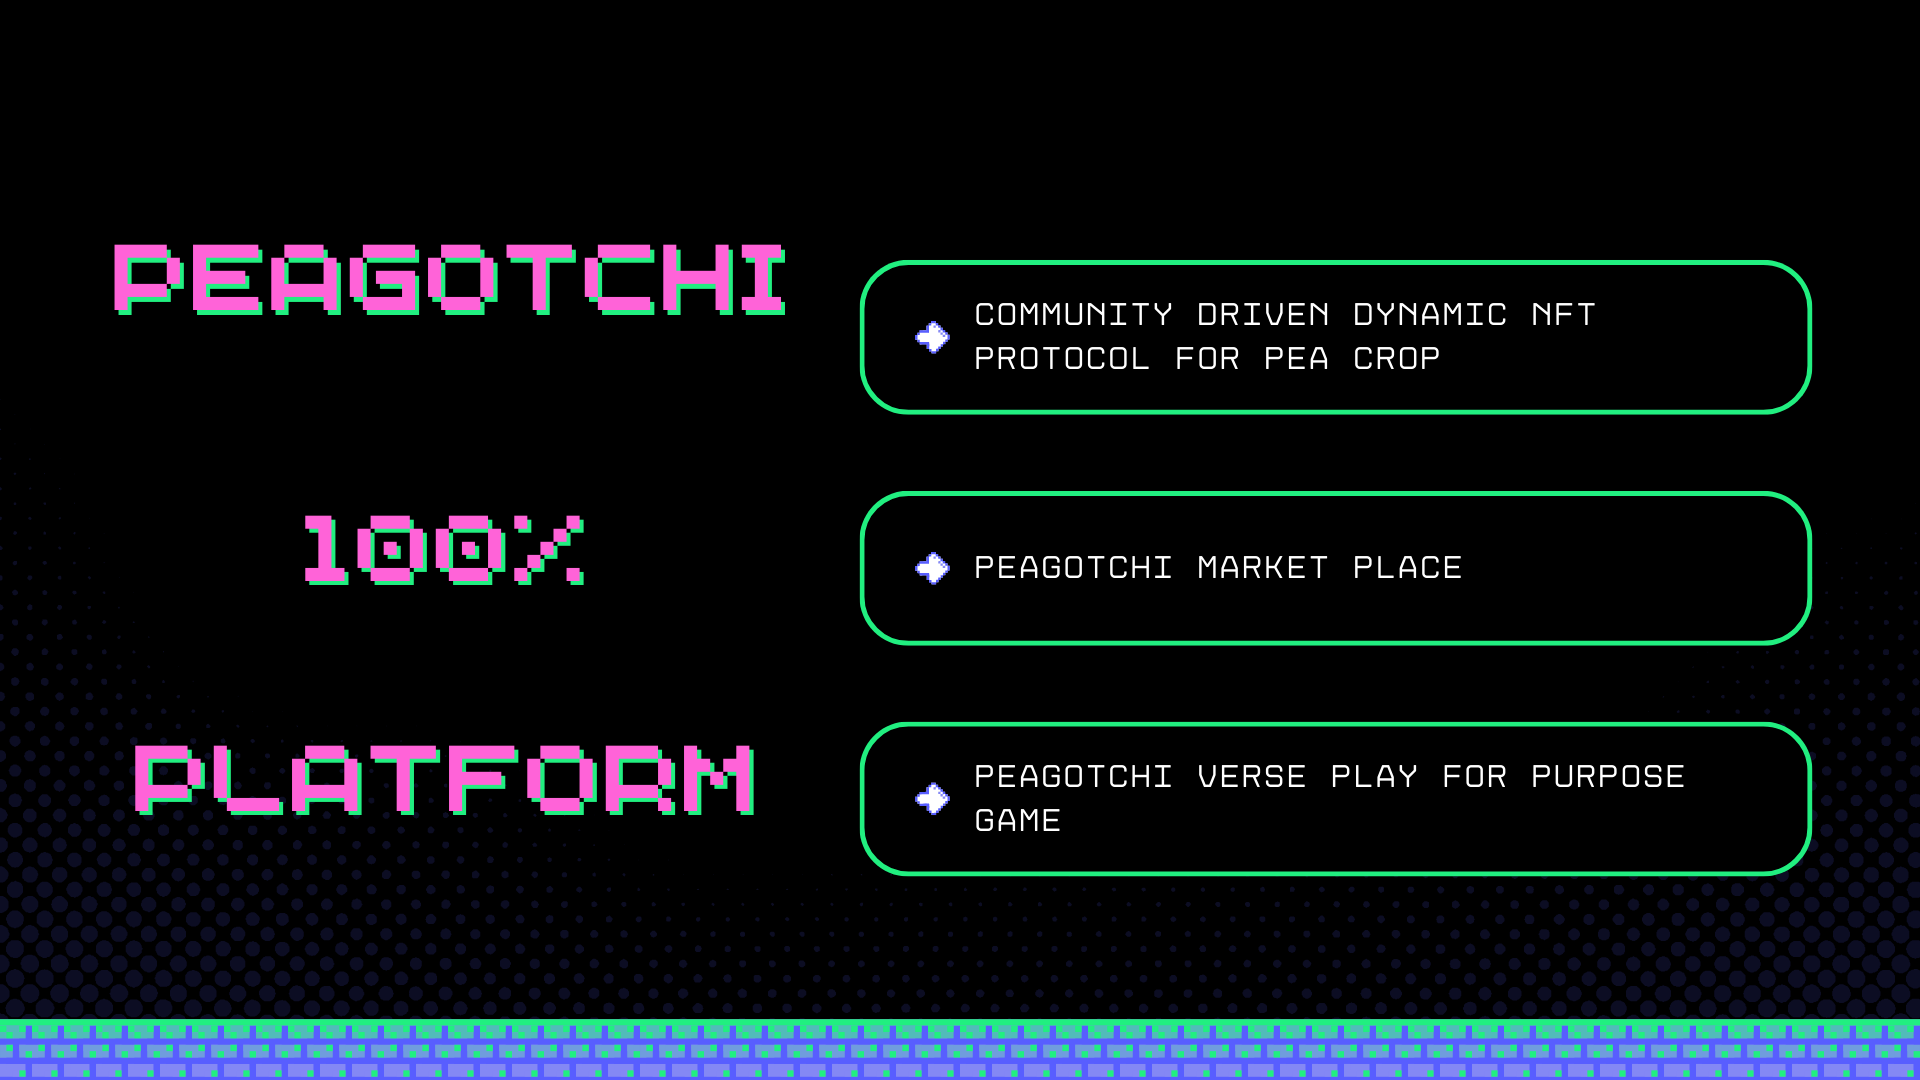 PEAGOTCHI
100%
PLATFORM
COMMUNITY DRIVEN DYNAMIC NFT
PROTOCOL FOR PEA CROP
PEAGOTCHI MARKET PLACE
PEAGOTCHI VERSE PLAY FOR PURPOSE
GAME